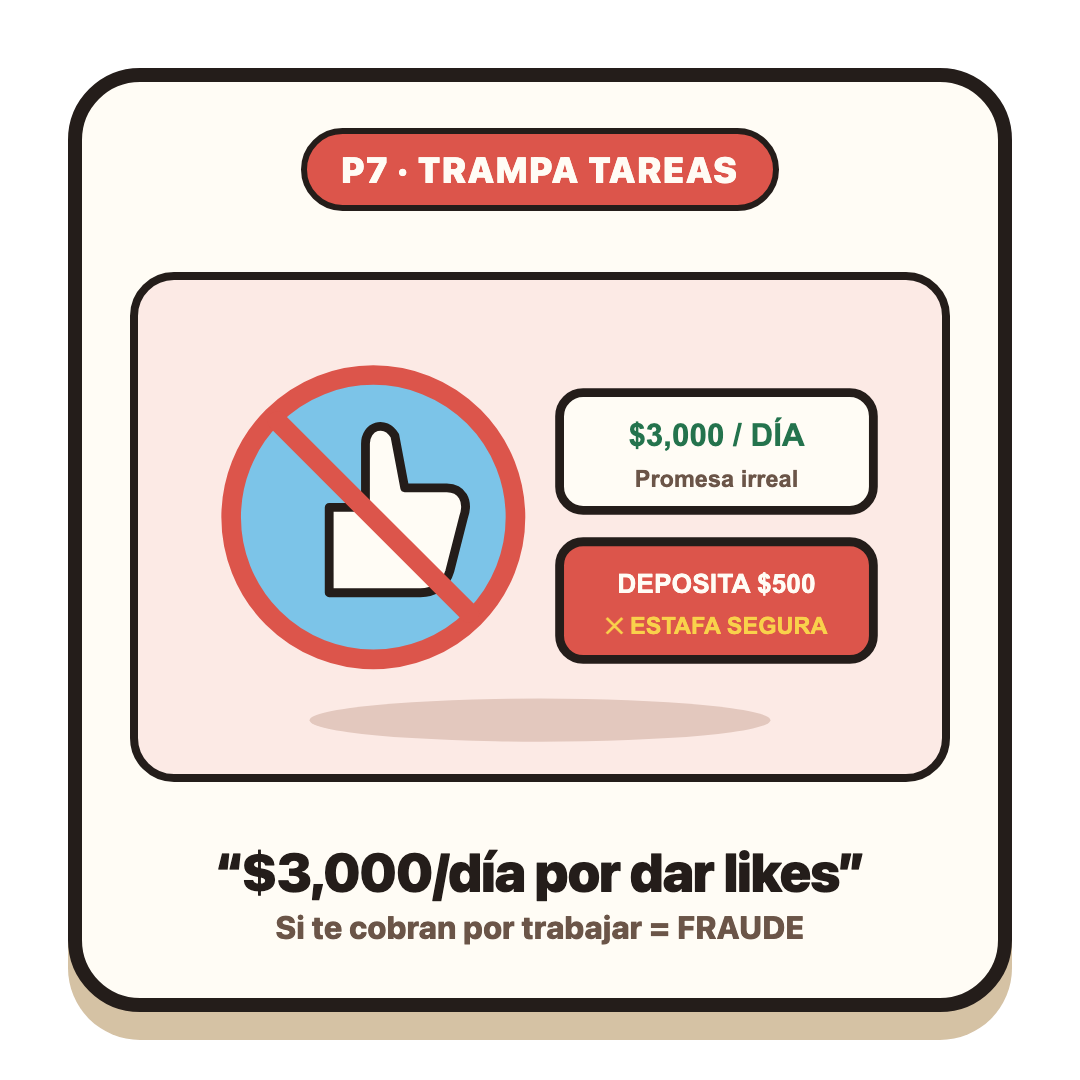 P7 · TRAMPA TAREAS
$3,000 / DÍA
Promesa irreal
DEPOSITA $500
× ESTAFA SEGURA
“$3,000/día por dar likes”
Si te cobran por trabajar = FRAUDE